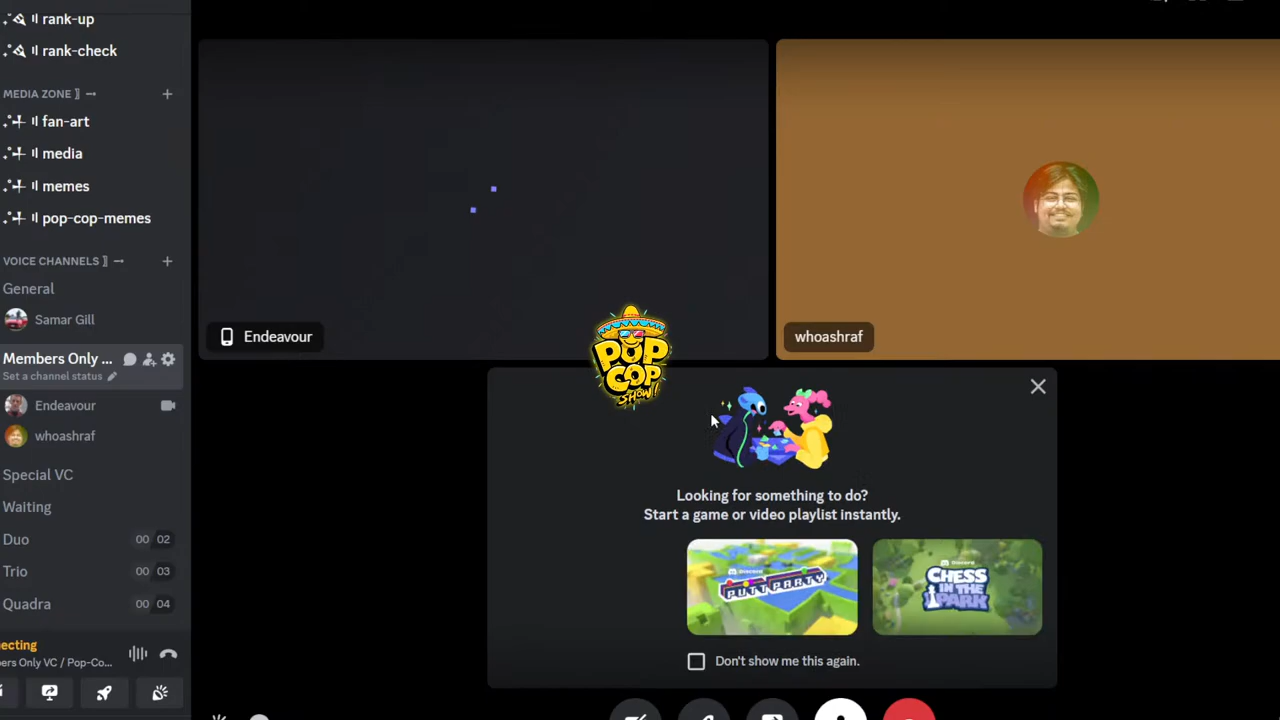 rank-up
rank-check
MEDIA ZONE
fan-art
media
memes
pop-cop-memes
VOICE CHANNELS
General
Samar Gill
Members Only ...
Set a channel status
Endeavour
whoashraf
Special VC
Waiting
Duo 00 02
Trio 00 03
Quadra 00 04
ecting
bers Only VC / Pop-Co...
Endeavour
whoashraf
POP
COP
SHOW!
Looking for something to do?
Start a game or video playlist instantly.
Discord
PUTT PARTY
Discord
CHESS
IN THE
PARK
Don't show me this again.